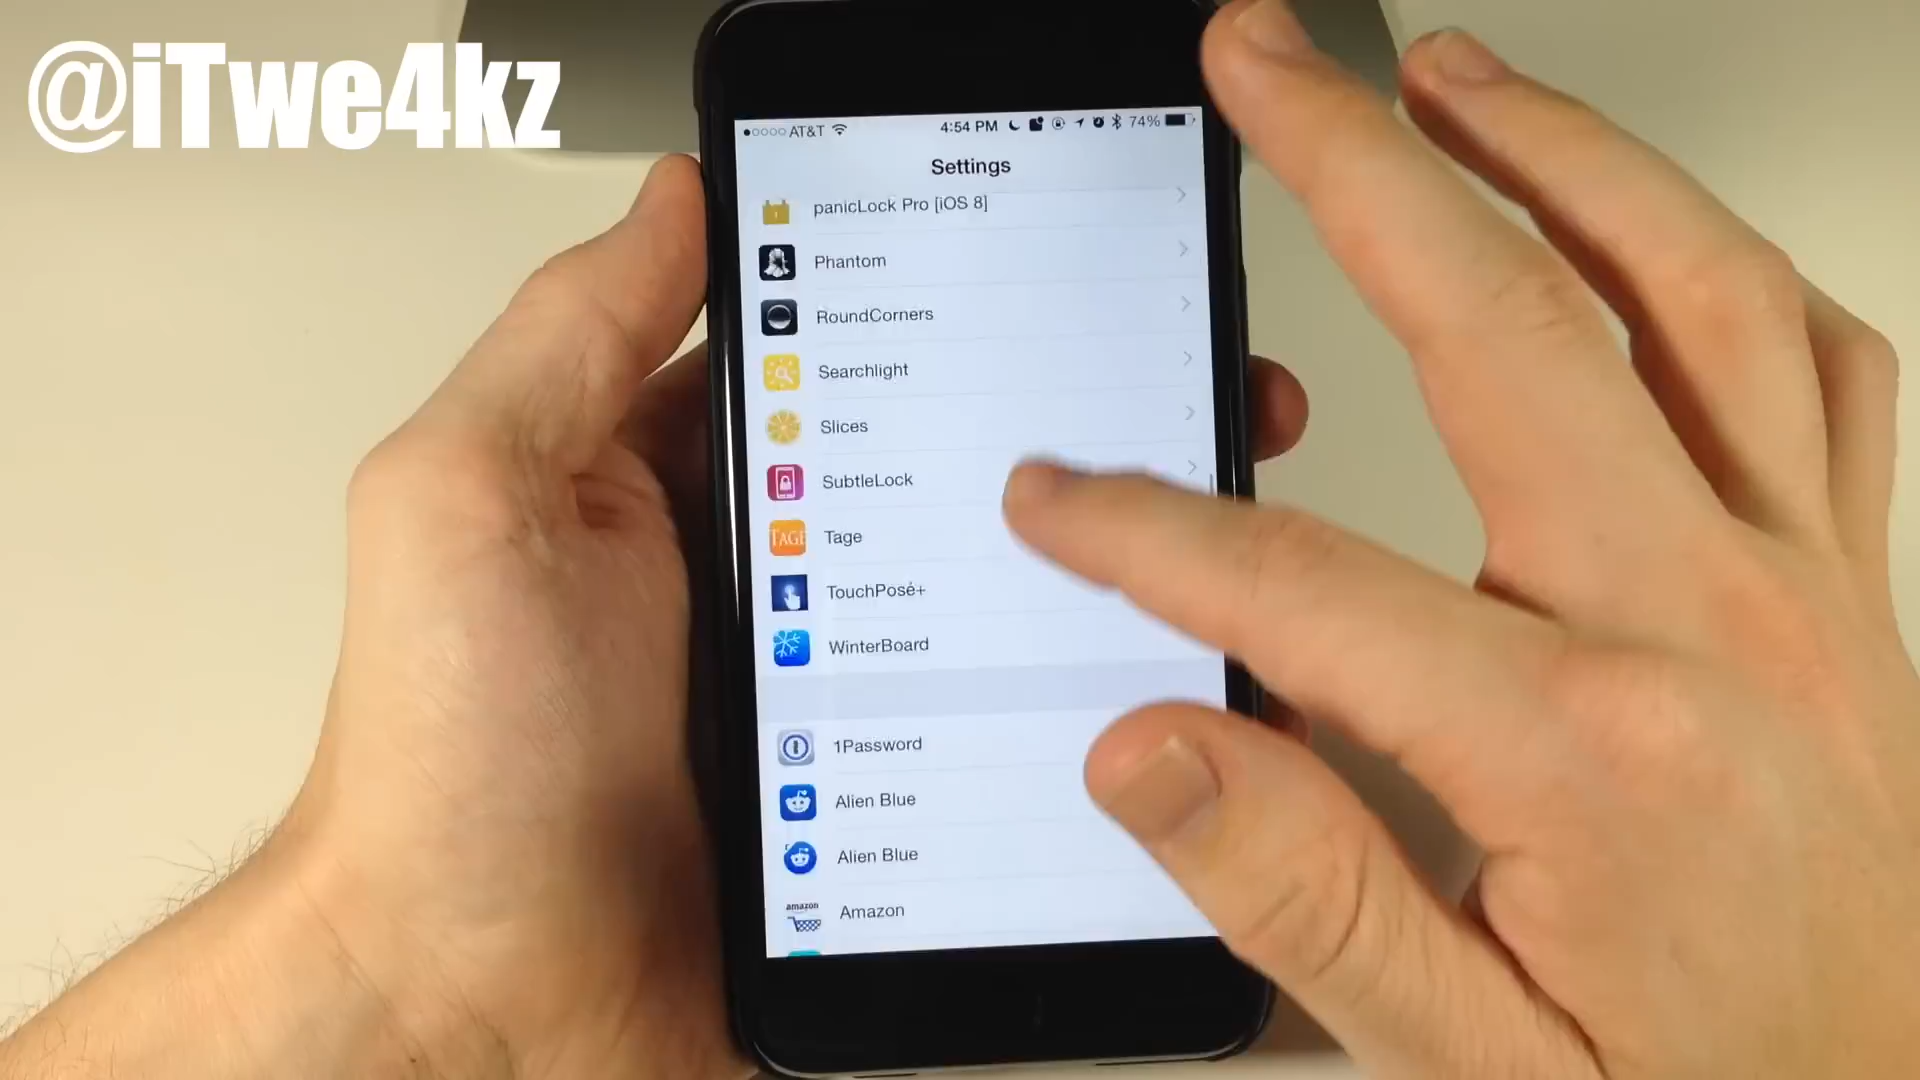 @iTwe4kz
AT&T 4:54 PM 74%
Settings
panicLock Pro [iOS 8]
Phantom
RoundCorners
Searchlight
Slices
SubtleLock
TAGE Tage
TouchPosé+
WinterBoard
1Password
Alien Blue
Alien Blue
amazon Amazon